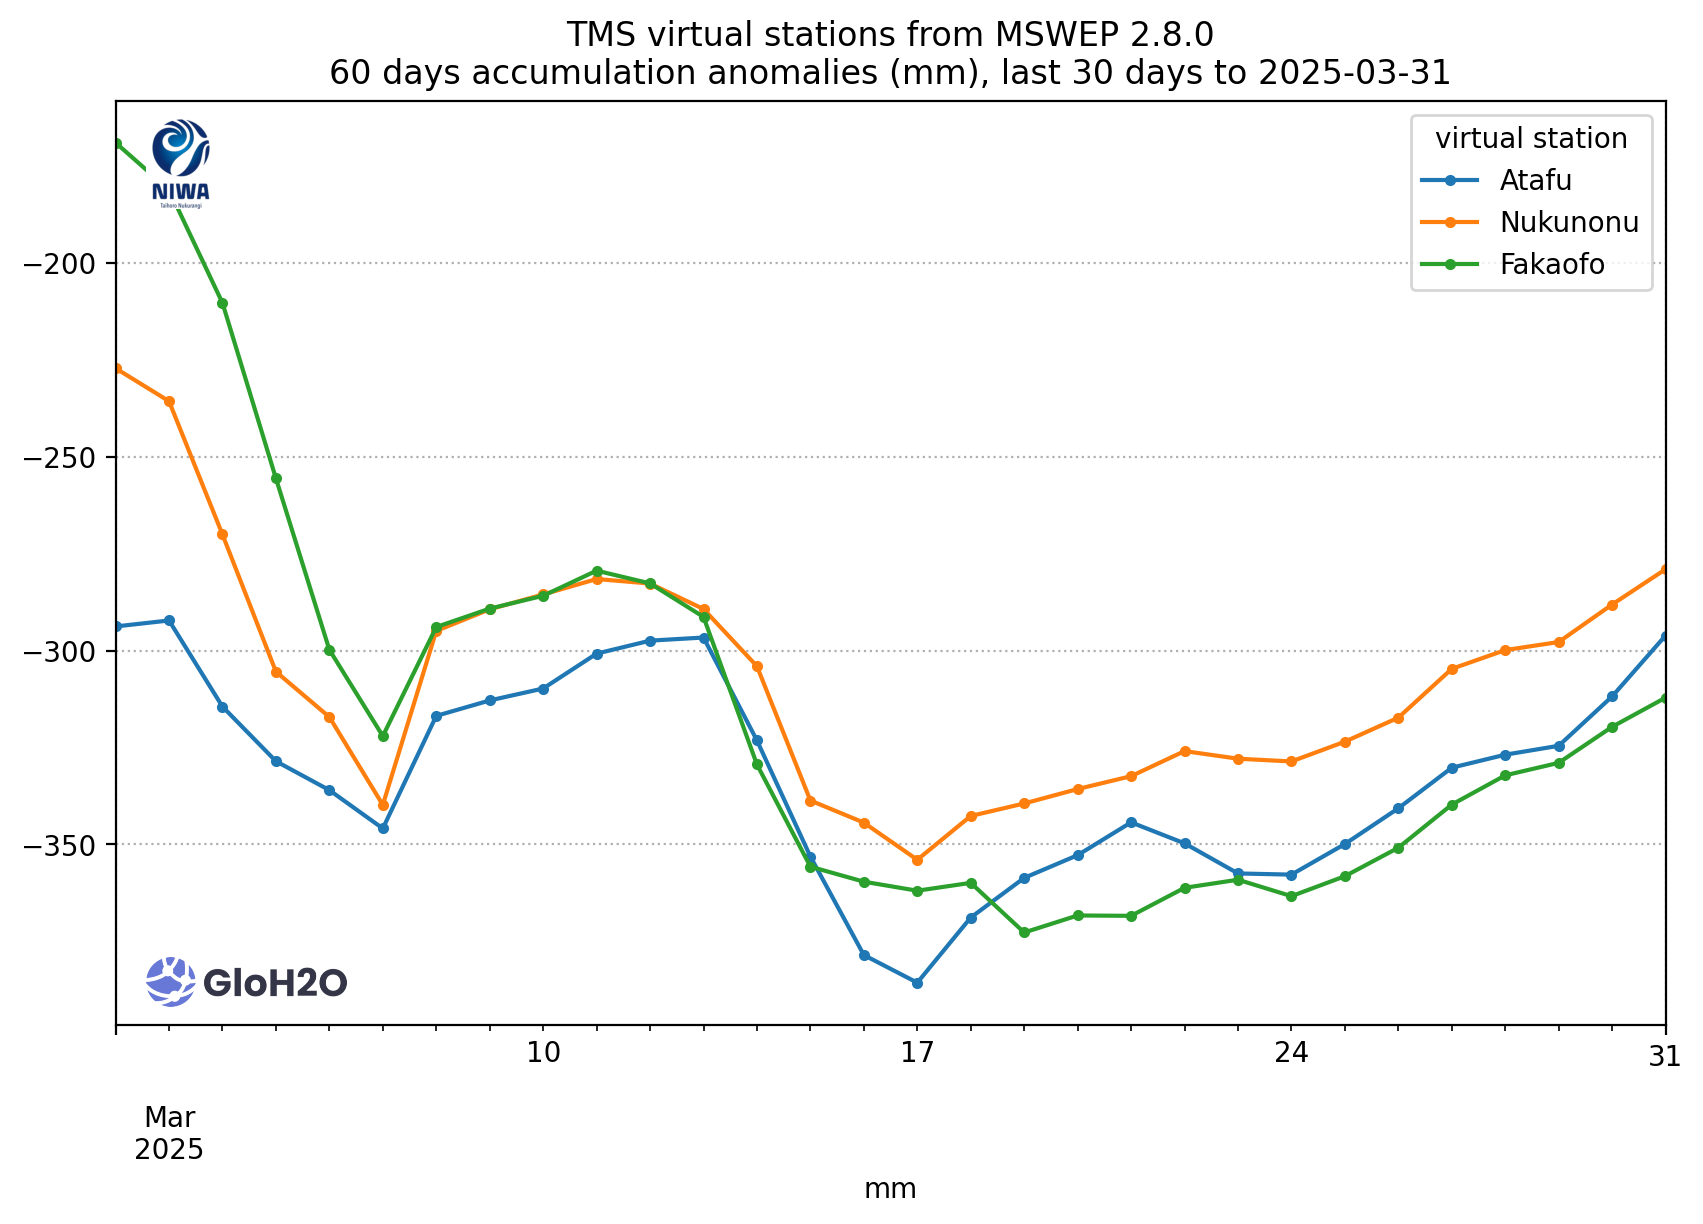 TMS virtual stations from MSWEP 2.8.0
60 days accumulation anomalies (mm), last 30 days to 2025-03-31
NIWA
Taihoro Nukurangi
virtual station
Atafu
Nukunonu
Fakaofo
−200
−250
−300
−350
GloH2O
10
17
24
31
Mar
2025
mm